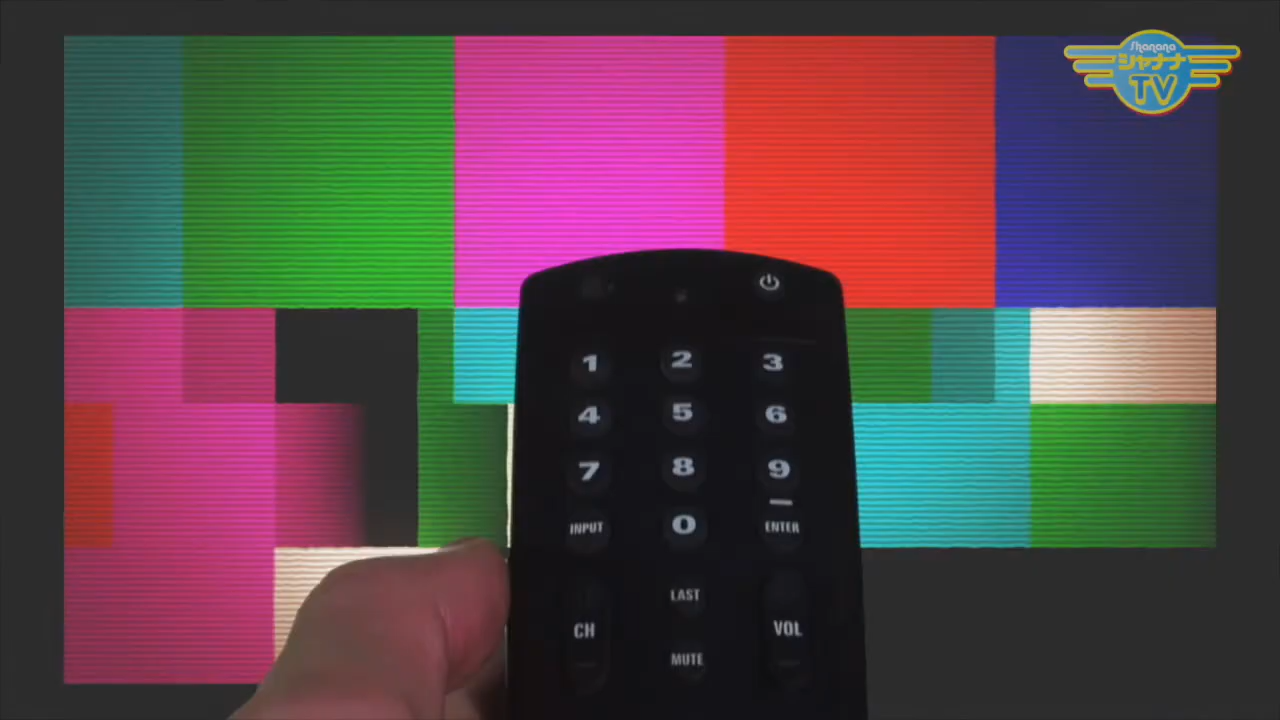 Shanana
シャナナ
TV
1 2 3
4 5 6
7 8 9
INPUT 0 ENTER
LAST
CH VOL
MUTE